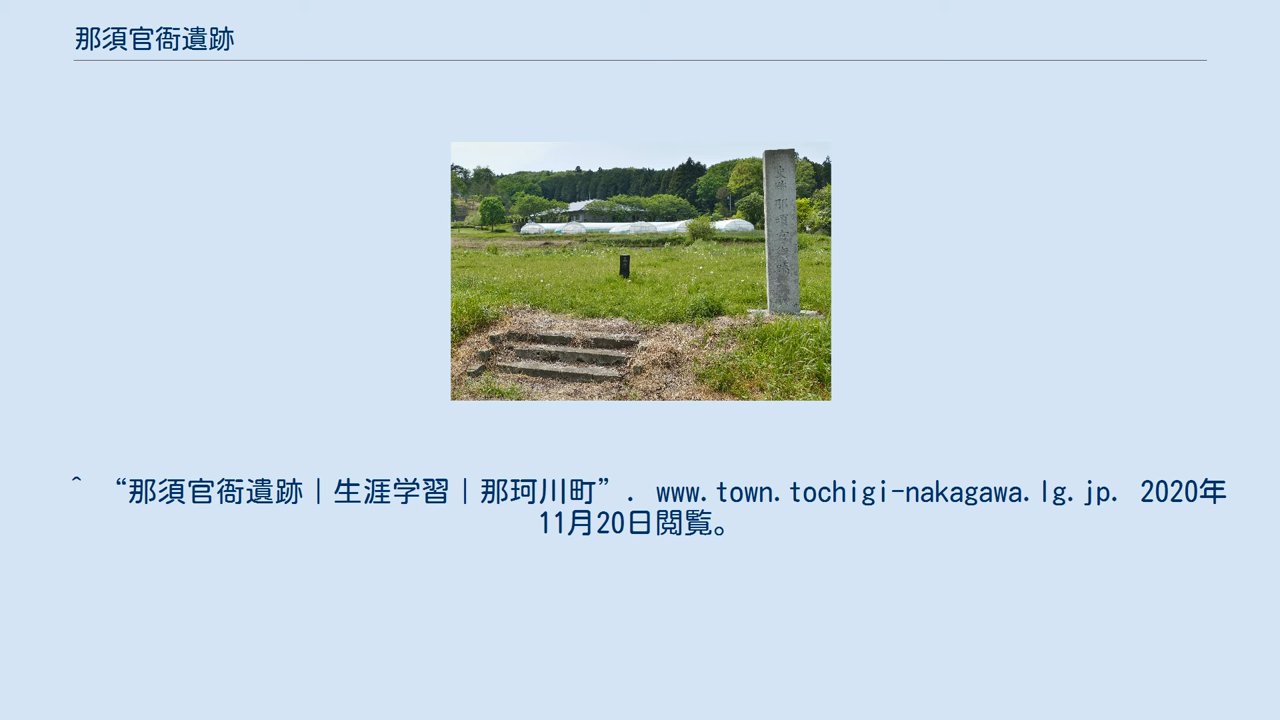 那須官衙遺跡
^ “那須官衙遺跡｜生涯学習｜那珂川町”. www.town.tochigi-nakagawa.lg.jp. 2020年
11月20日閲覧。